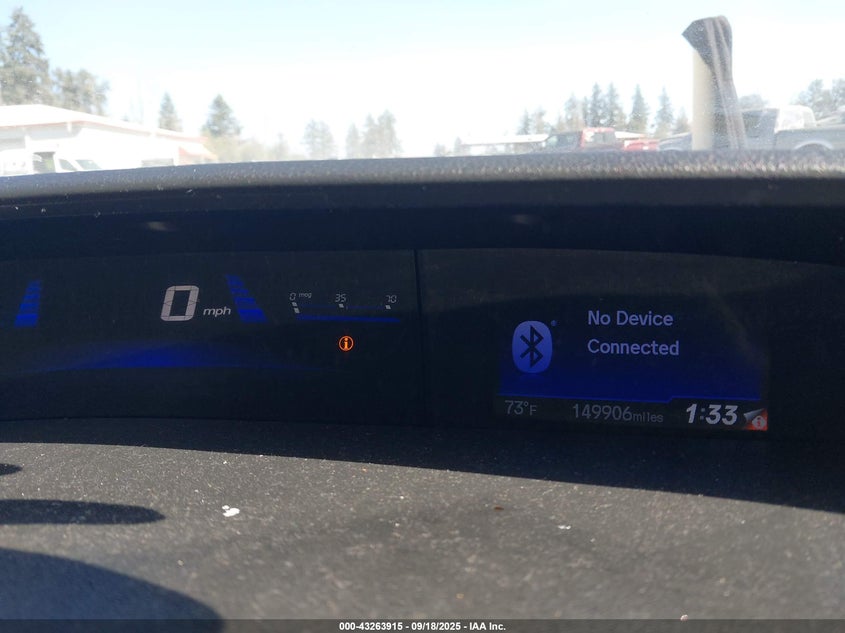 0 mph
0 mpg 35 70
No Device
Connected
73°F 149906miles 1:33
000-43263915 - 09/18/2025 - IAA Inc.